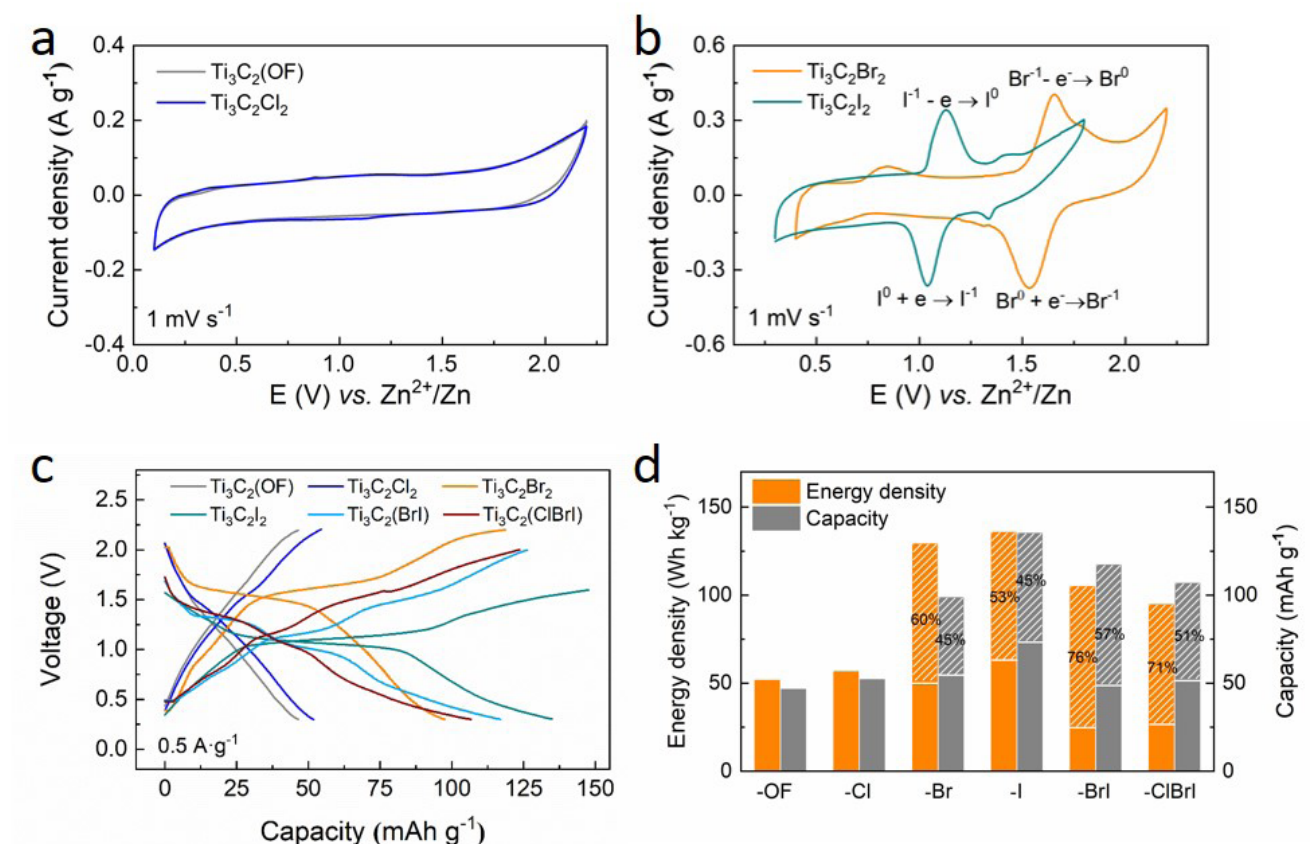 a
Ti₃C₂(OF)
Ti₃C₂Cl₂
Current density (A g⁻¹)
0.4
0.2
0.0
-0.2
-0.4
1 mV s⁻¹
0.0 0.5 1.0 1.5 2.0
E (V) vs. Zn²⁺/Zn
b
Ti₃C₂Br₂
Ti₃C₂I₂
Br⁻¹ - e⁻ → Br⁰
I⁻¹ - e → I⁰
Current density (A g⁻¹)
0.6
0.3
0.0
-0.3
-0.6
I⁰ + e → I⁻¹
Br⁰ + e⁻→Br⁻¹
1 mV s⁻¹
0.5 1.0 1.5 2.0
E (V) vs. Zn²⁺/Zn
c
Ti₃C₂(OF) Ti₃C₂Cl₂ Ti₃C₂Br₂
Ti₃C₂I₂ Ti₃C₂(BrI) Ti₃C₂(ClBrI)
Voltage (V)
2.5
2.0
1.5
1.0
0.5
0.0
0.5 A·g⁻¹
0 25 50 75 100 125 150
Capacity (mAh g⁻¹)
d
Energy density
Capacity
Energy density (Wh kg⁻¹)
150
100
50
0
60%
45%
53%
45%
76%
57%
71%
51%
150
100
50
0
Capacity (mAh g⁻¹)
-OF -Cl -Br -I -BrI -ClBrI